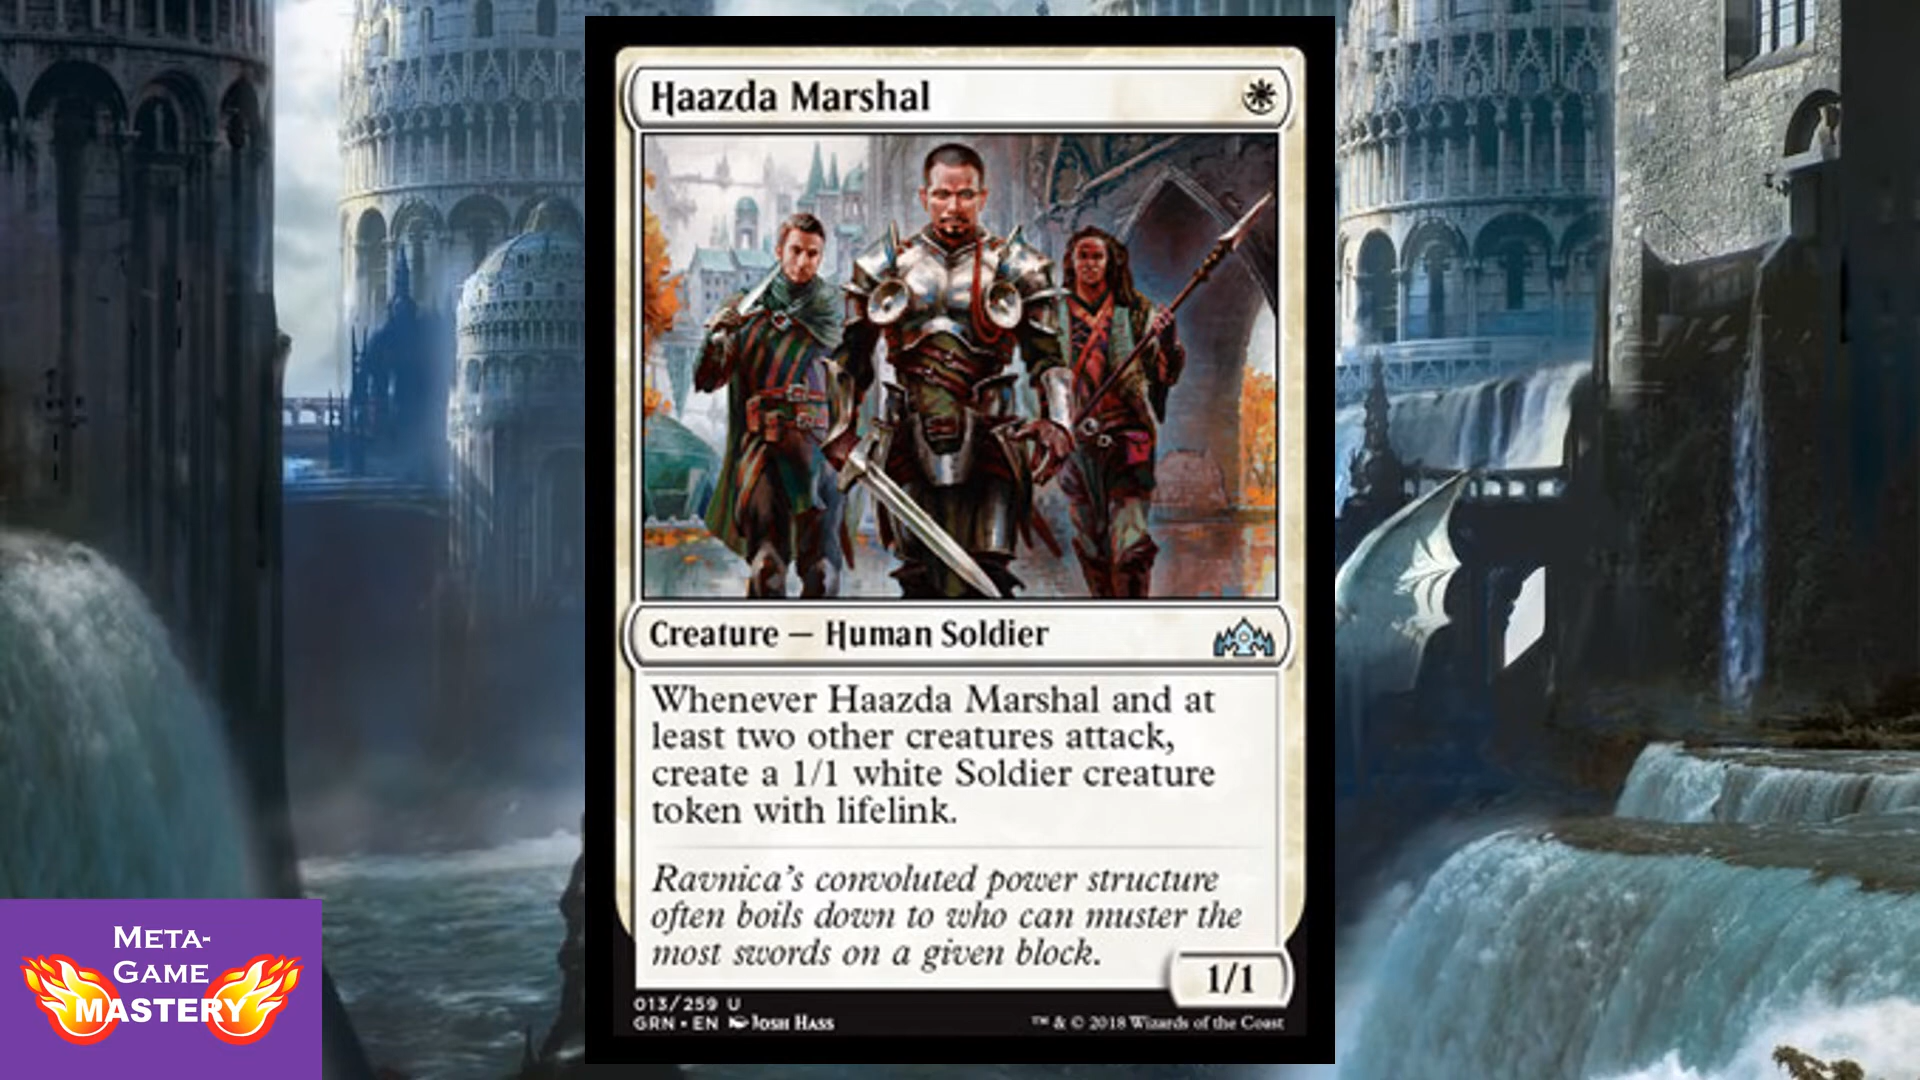 Haazda Marshal
Creature — Human Soldier
Whenever Haazda Marshal and at
least two other creatures attack,
create a 1/1 white Soldier creature
token with lifelink.
Ravnica's convoluted power structure
often boils down to who can muster the
most swords on a given block.
1/1
013/259 U
GRN • EN Josh Hass
™ & © 2018 Wizards of the Coast
Meta-
Game
Mastery